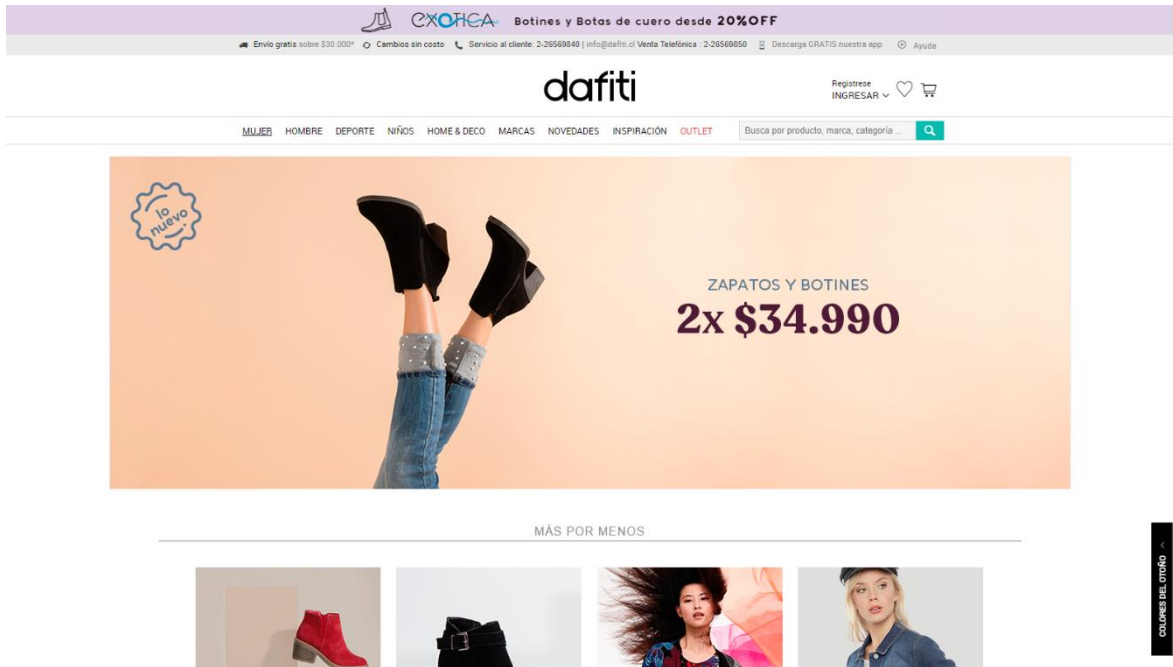 EXOTICA Botines y Botas de cuero desde 20%OFF
Envío gratis sobre $30.000* Cambios sin costo Servicio al cliente: 2-26569840 | info@dafiti.cl Venta Telefónica : 2-26569850 Descarga GRATIS nuestra app Ayuda
dafiti
Regístrese
INGRESAR
MUJER HOMBRE DEPORTE NIÑOS HOME & DECO MARCAS NOVEDADES INSPIRACIÓN OUTLET Busca por producto, marca, categoría ...
lo
nuevo
ZAPATOS Y BOTINES
2x $34.990
MÁS POR MENOS
COLORES DEL OTOÑO